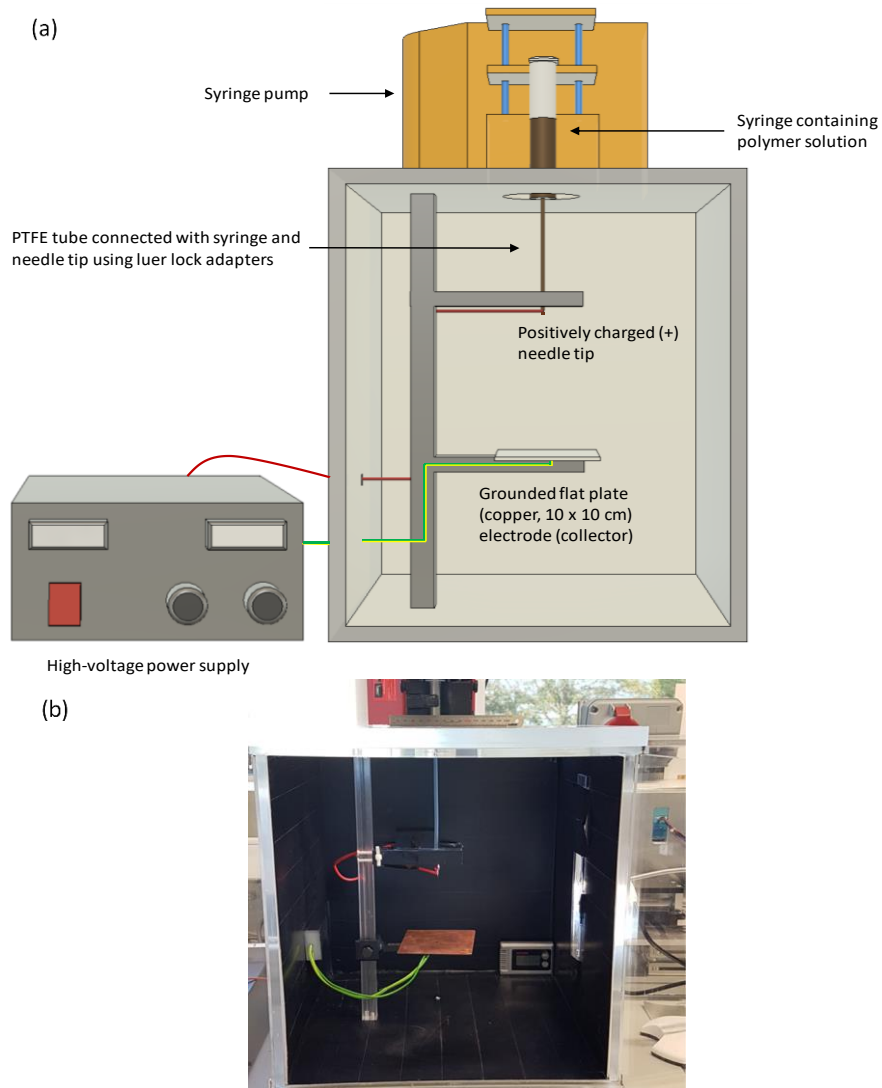 (a)
Syringe pump
Syringe containing
polymer solution
PTFE tube connected with syringe and
needle tip using luer lock adapters
Positively charged (+)
needle tip
Grounded flat plate
(copper, 10 x 10 cm)
electrode (collector)
High-voltage power supply
(b)